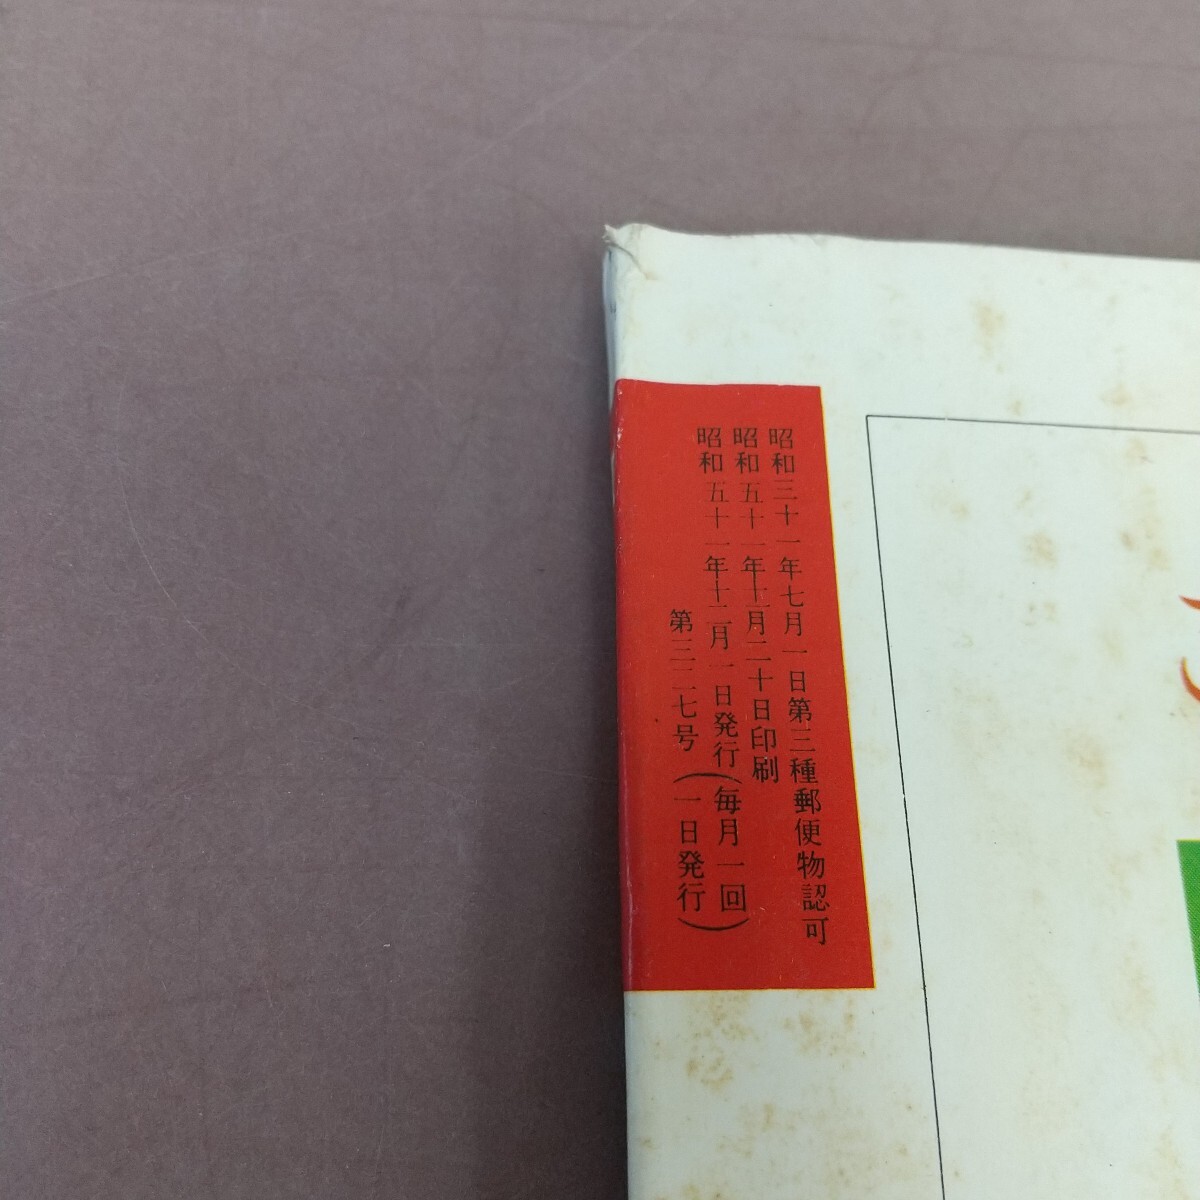 昭和三十一年七月一日第三種郵便物認可
昭和五十一年十一月二十日印刷
昭和五十一年十二月一日発行(毎月一回
第三二七号(一日発行)